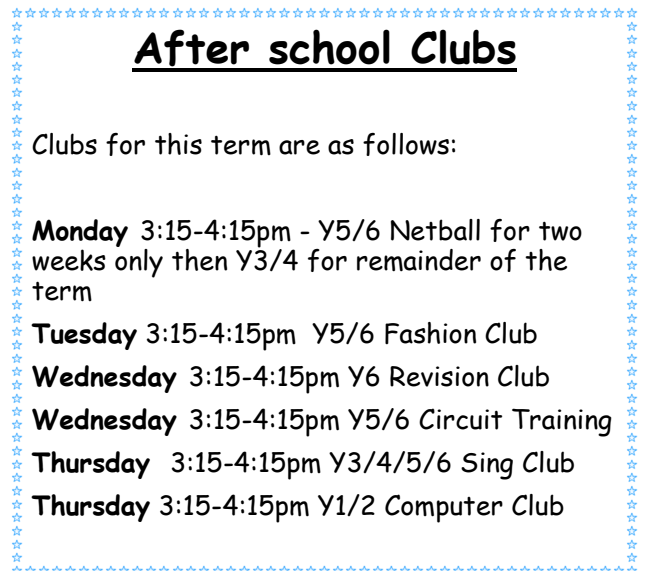 After school Clubs
Clubs for this term are as follows:
Monday 3:15-4:15pm - Y5/6 Netball for two
weeks only then Y3/4 for remainder of the
term
Tuesday 3:15-4:15pm Y5/6 Fashion Club
Wednesday 3:15-4:15pm Y6 Revision Club
Wednesday 3:15-4:15pm Y5/6 Circuit Training
Thursday 3:15-4:15pm Y3/4/5/6 Sing Club
Thursday 3:15-4:15pm Y1/2 Computer Club